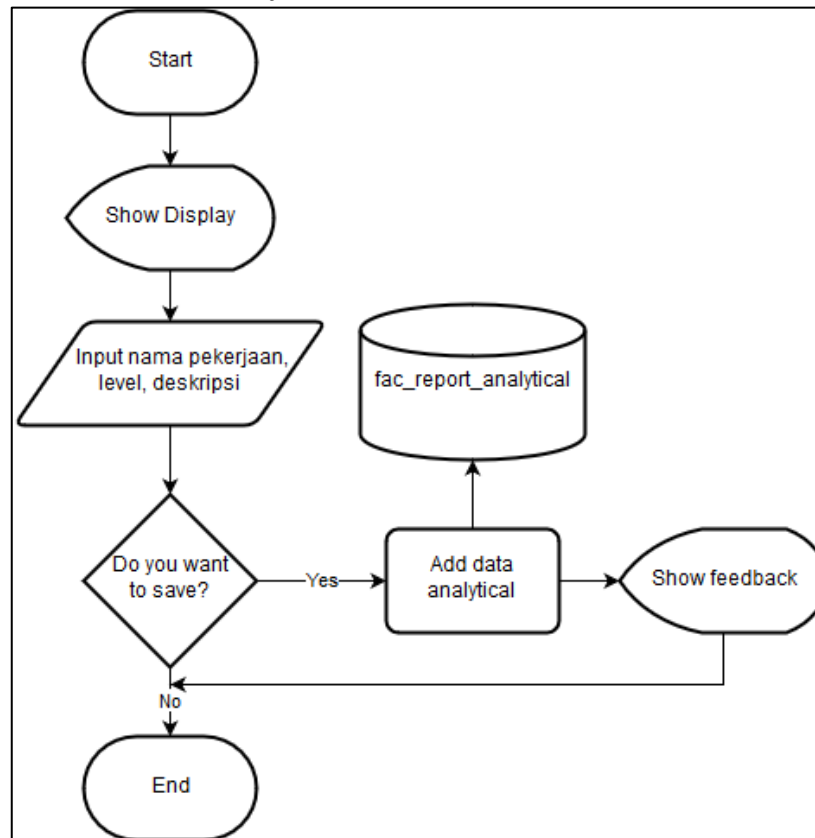 Start
Show Display
Input nama pekerjaan,
level, deskripsi
fac_report_analytical
Do you want
to save?
Yes
Add data
analytical
Show feedback
No
End